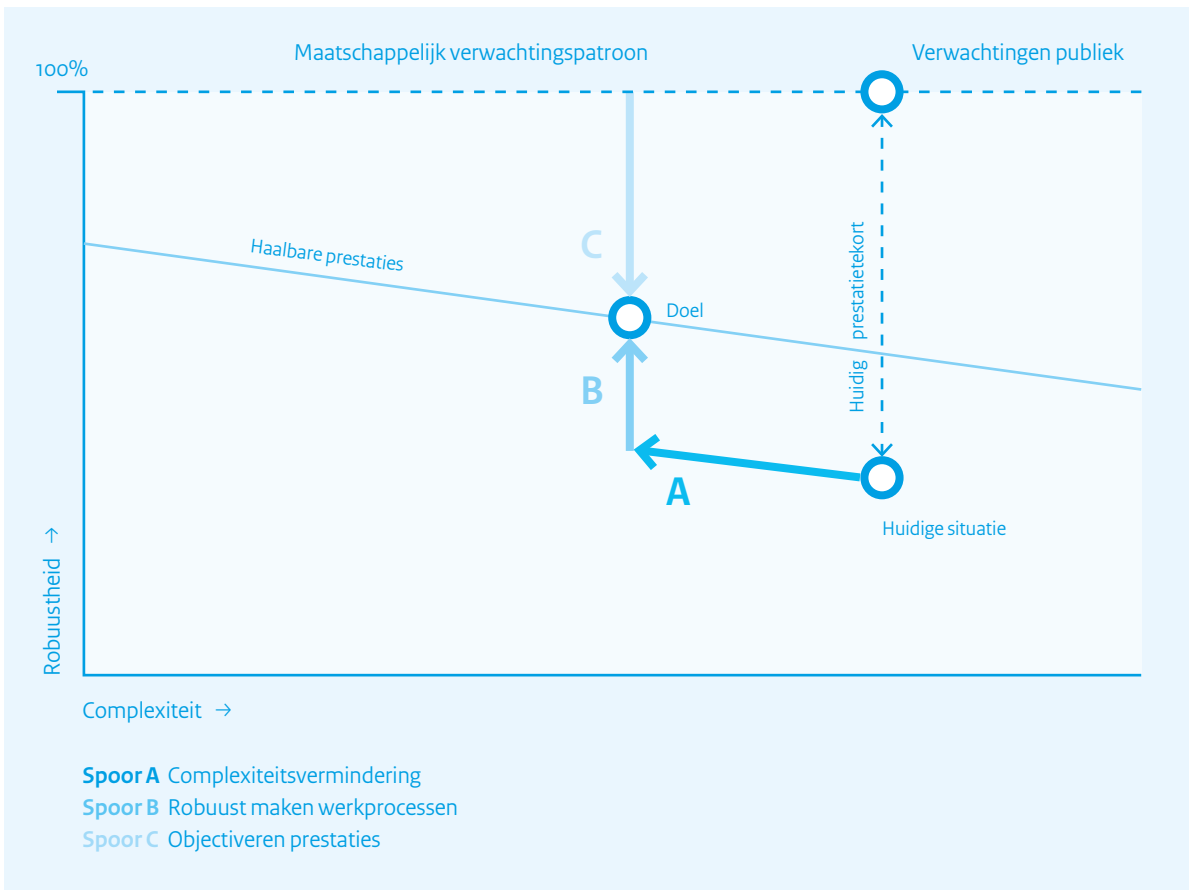 Maatschappelijk verwachtingspatroon
Verwachtingen publiek
100%
Haalbare prestaties
C
Doel
Huidig prestatietekort
B
A
Huidige situatie
Robuustheid →
Complexiteit →
Spoor A Complexiteitsvermindering
Spoor B Robuust maken werkprocessen
Spoor C Objectiveren prestaties